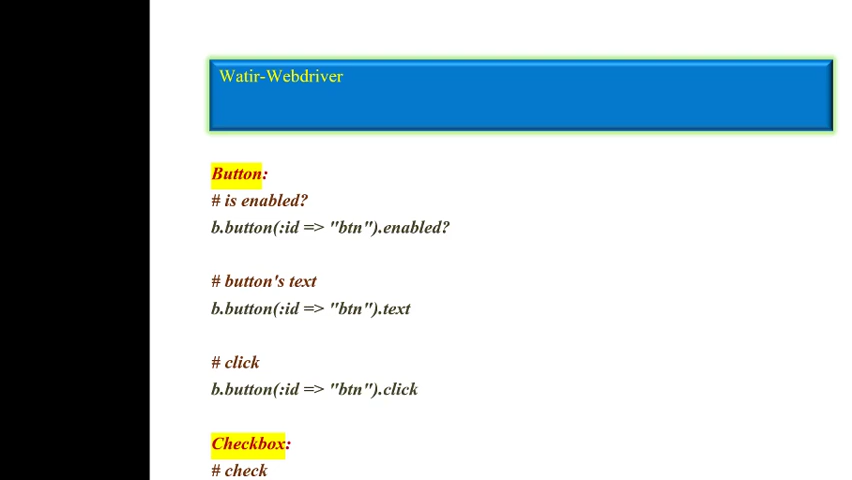 Watir-Webdriver
Button:
# is enabled?
b.button(:id => "btn").enabled?
# button's text
b.button(:id => "btn").text
# click
b.button(:id => "btn").click
Checkbox:
# check